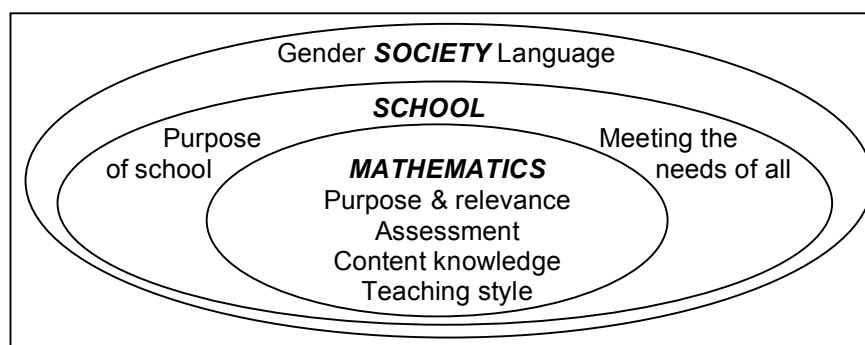 Gender SOCIETY Language
SCHOOL
Purpose
of school
Meeting the
needs of all
MATHEMATICS
Purpose & relevance
Assessment
Content knowledge
Teaching style